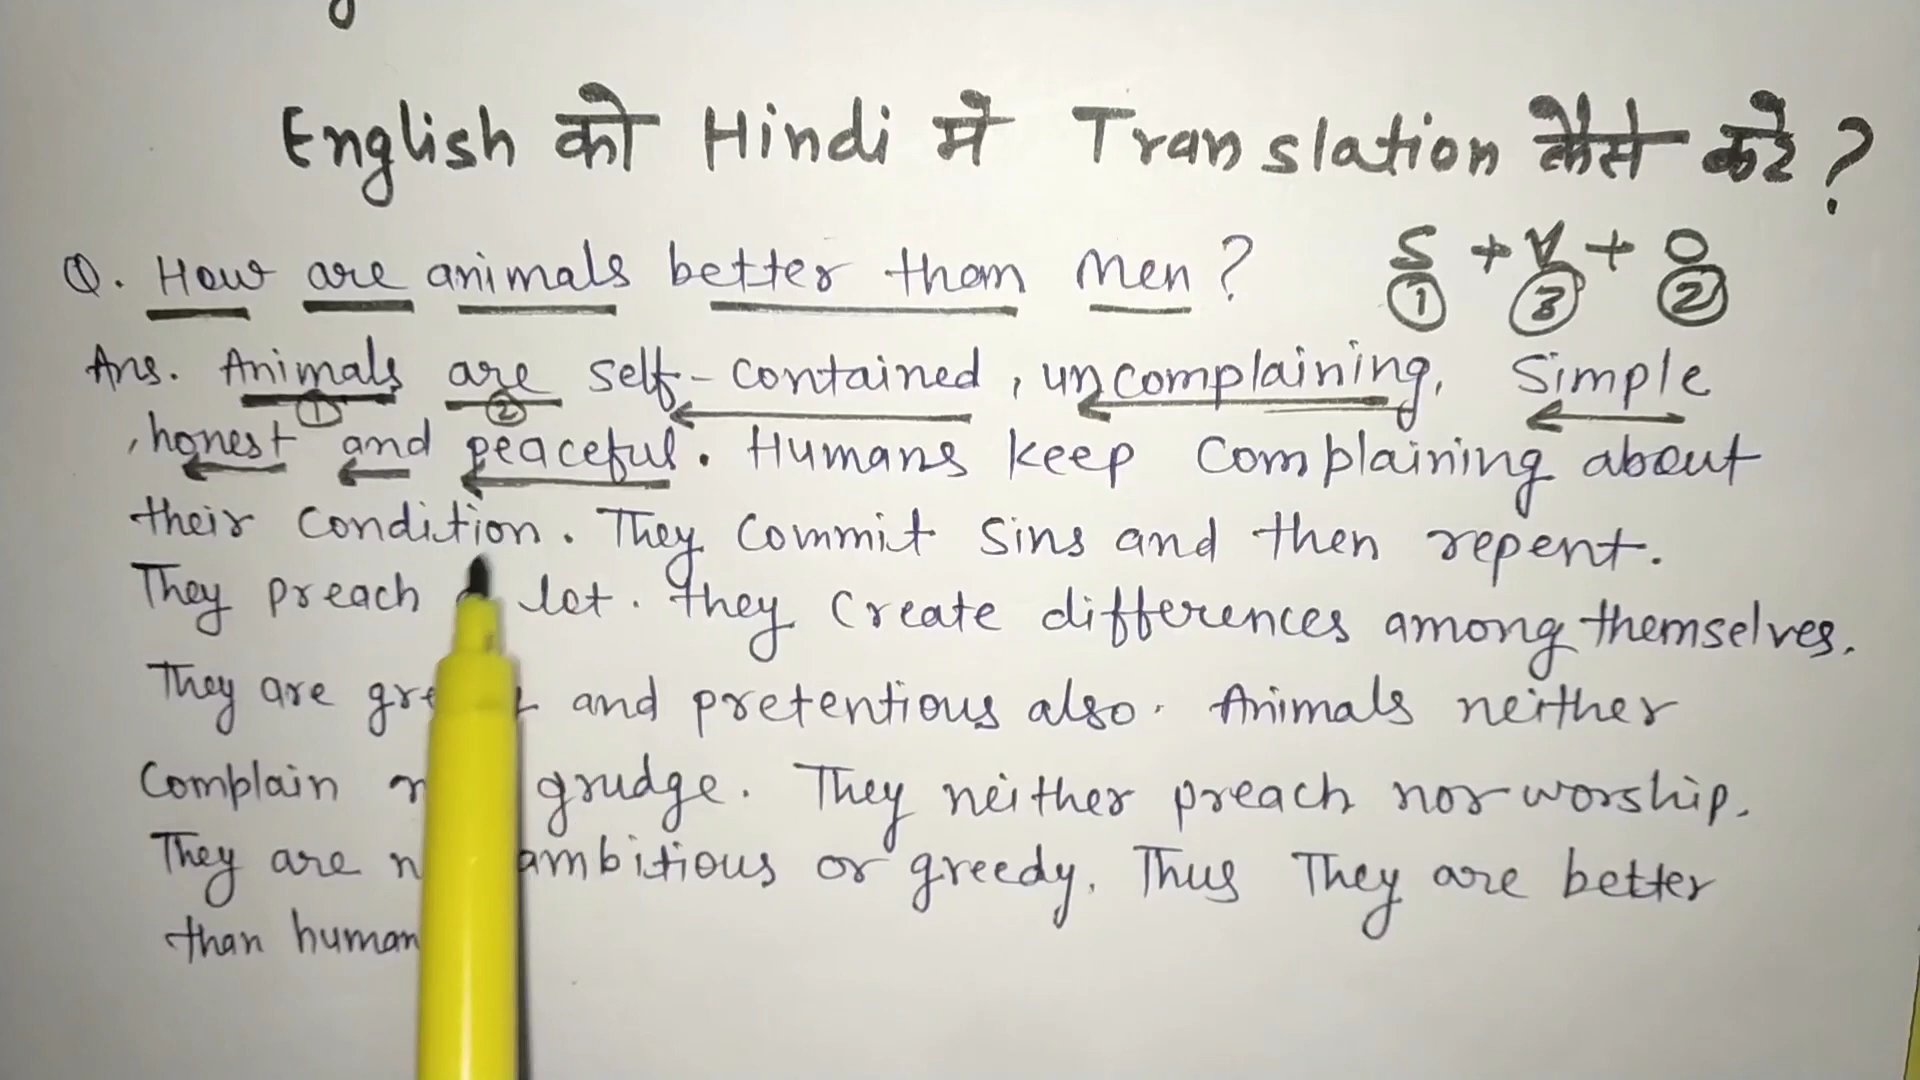 English को Hindi में Translation कैसे करे ?
Q. How are animals better than Men ? S + V + O
① ③ ②
Ans. Animals are self-contained, uncomplaining, Simple
① ②
, honest and peaceful. Humans keep Complaining about
their Condition. They Commit Sins and then repent.
They preach lot. They Create differences among themselves.
They are and pretentious also. Animals neither
Complain grudge. They neither preach nor worship.
They are ambitious or greedy. Thus They are better
than human